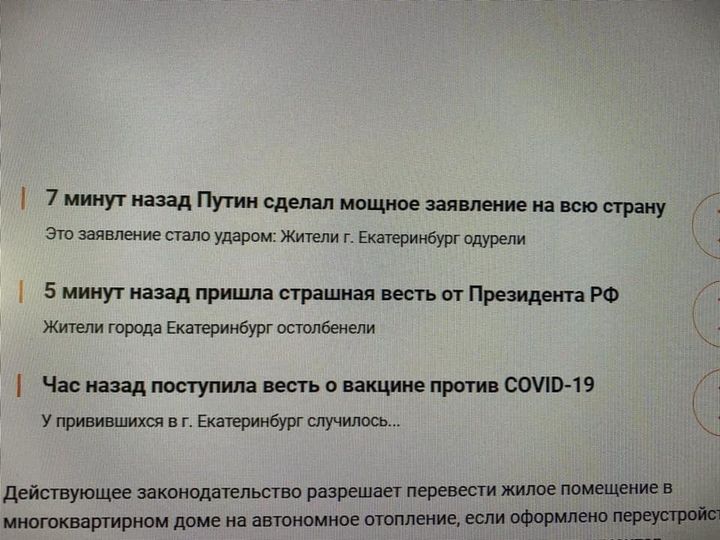 7 минут назад Путин сделал мощное заявление на всю страну
Это заявление стало ударом: Жители г. Екатеринбург одурели
5 минут назад пришла страшная весть от Президента РФ
Жители города Екатеринбург остолбенели
Час назад поступила весть о вакцине против COVID-19
У привившихся в г. Екатеринбург случилось...
Действующее законодательство разрешает перевести жилое помещение в
многоквартирном доме на автономное отопление, если оформлено переустройст